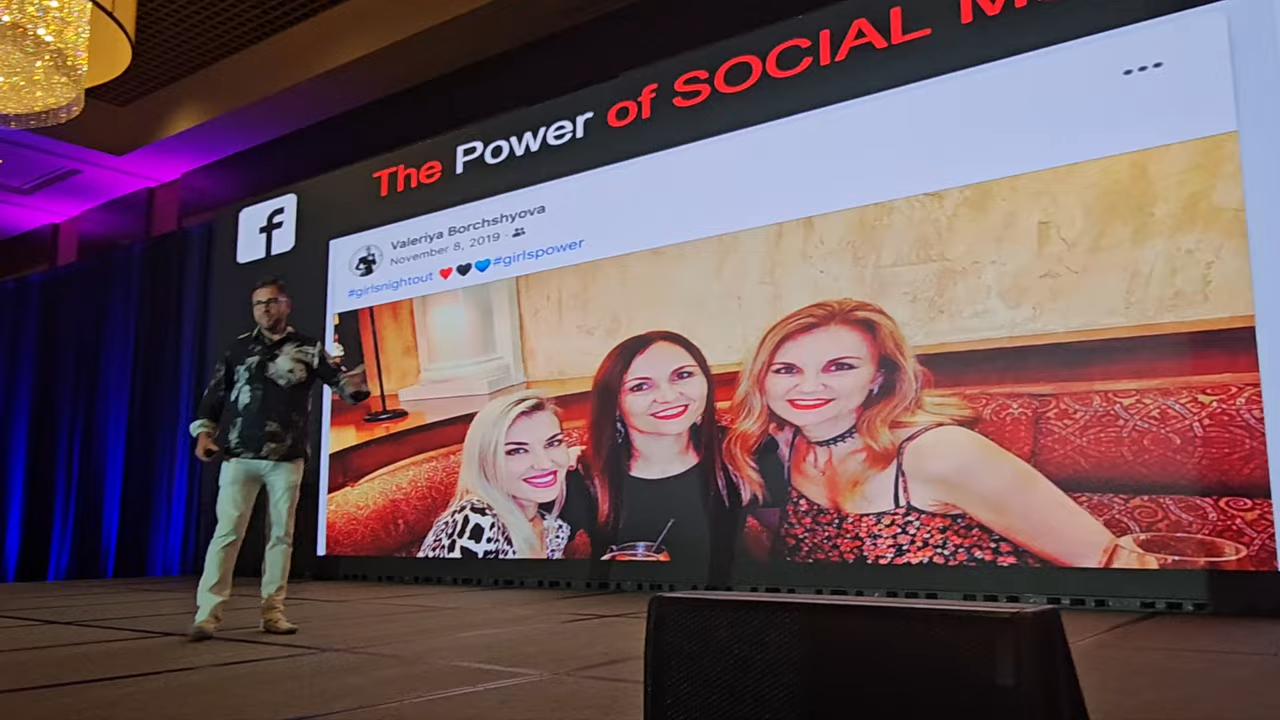 The Power of SOCIAL
f
Valeriya Borchshyova
November 8, 2019 ·
#girlsnightout ❤️🖤💙 #girlspower